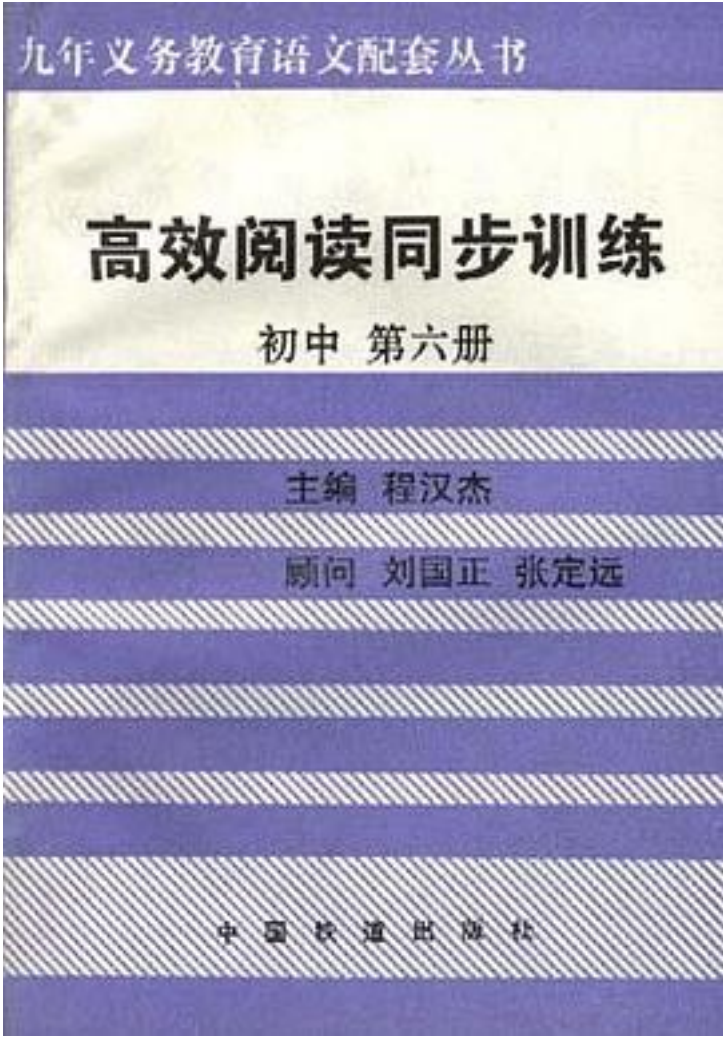 九年义务教育语文配套丛书
高效阅读同步训练
初中 第六册
主编 程汉杰
顾问 刘国正 张定远
中国铁道出版社